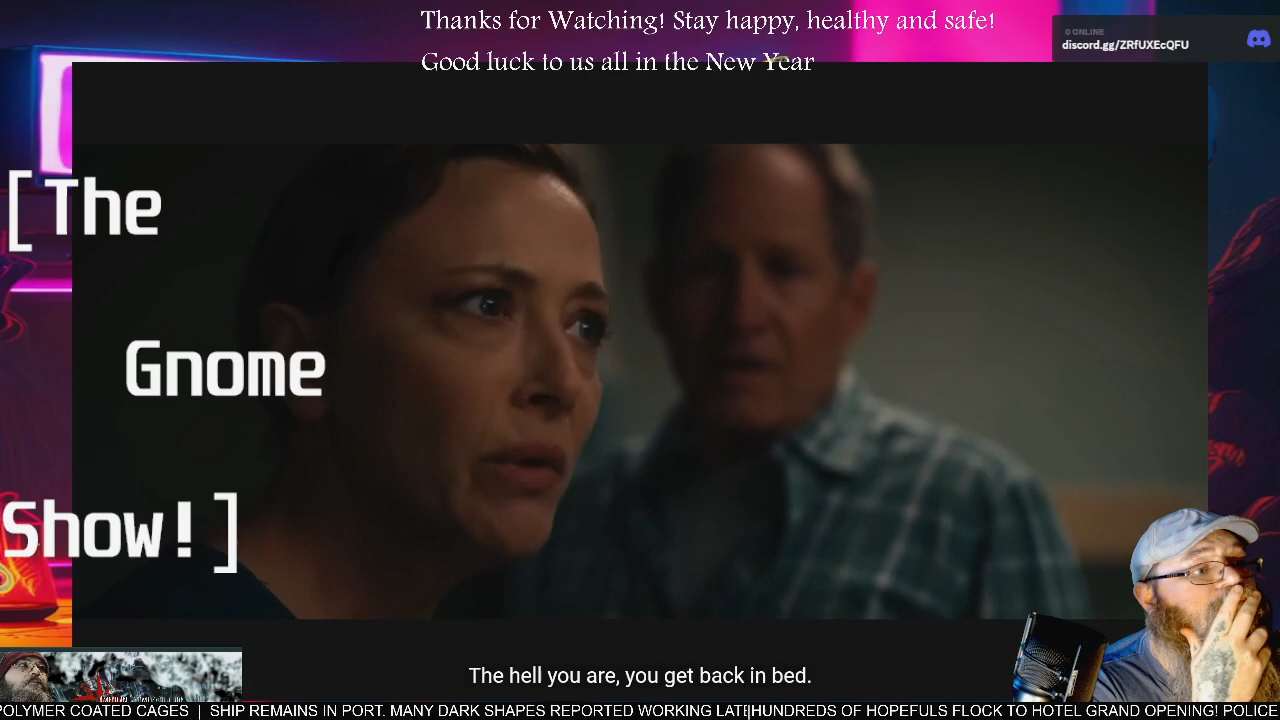 Thanks for Watching! Stay happy, healthy and safe!
Good luck to us all in the New Year
0 ONLINE
discord.gg/ZRfUXEcQFU
[The
Gnome
Show!]
The hell you are, you get back in bed.
POLYMER COATED CAGES | SHIP REMAINS IN PORT. MANY DARK SHAPES REPORTED WORKING LATE
HUNDREDS OF HOPEFULS FLOCK TO HOTEL GRAND OPENING! POLICE